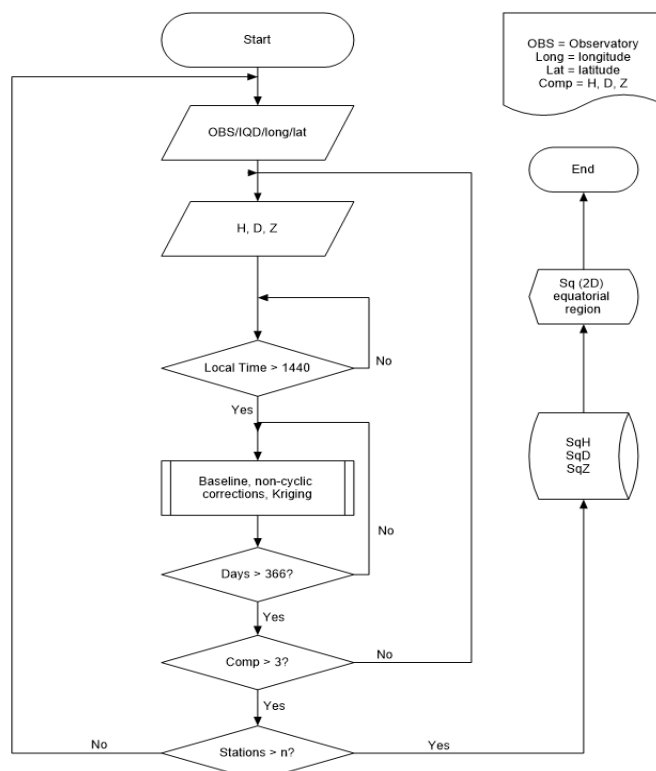 Start
OBS = Observatory
Long = longitude
Lat = latitude
Comp = H, D, Z
OBS/IQD/long/lat
End
H, D, Z
Sq (2D)
equatorial
region
No
Local Time > 1440
Yes
SqH
SqD
SqZ
Baseline, non-cyclic
corrections, Kriging
No
Days > 366?
Yes
Comp > 3?
No
Yes
No
Stations > n?
Yes